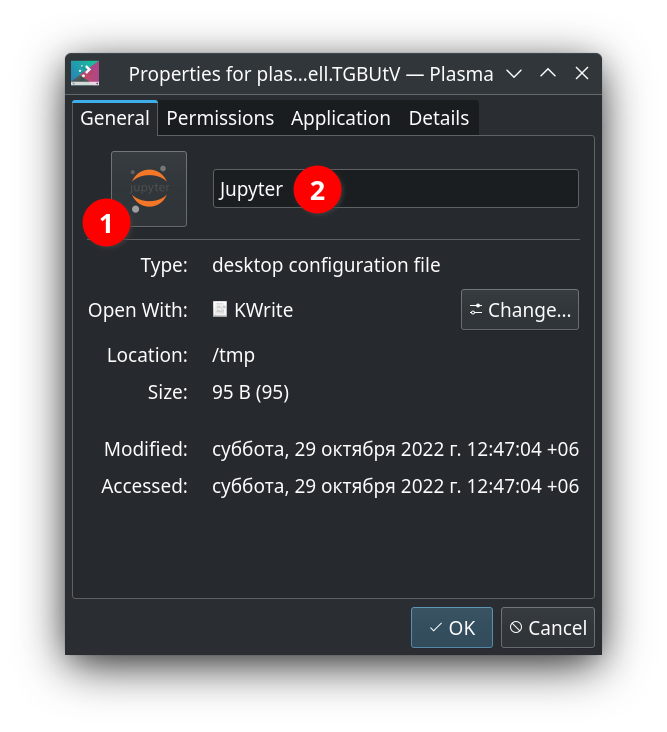 Properties for plas...ell.TGBUtV — Plasma
General Permissions Application Details
jupyter
1
Jupyter 2
Type: desktop configuration file
Open With: KWrite Change...
Location: /tmp
Size: 95 B (95)
Modified: суббота, 29 октября 2022 г. 12:47:04 +06
Accessed: суббота, 29 октября 2022 г. 12:47:04 +06
OK Cancel